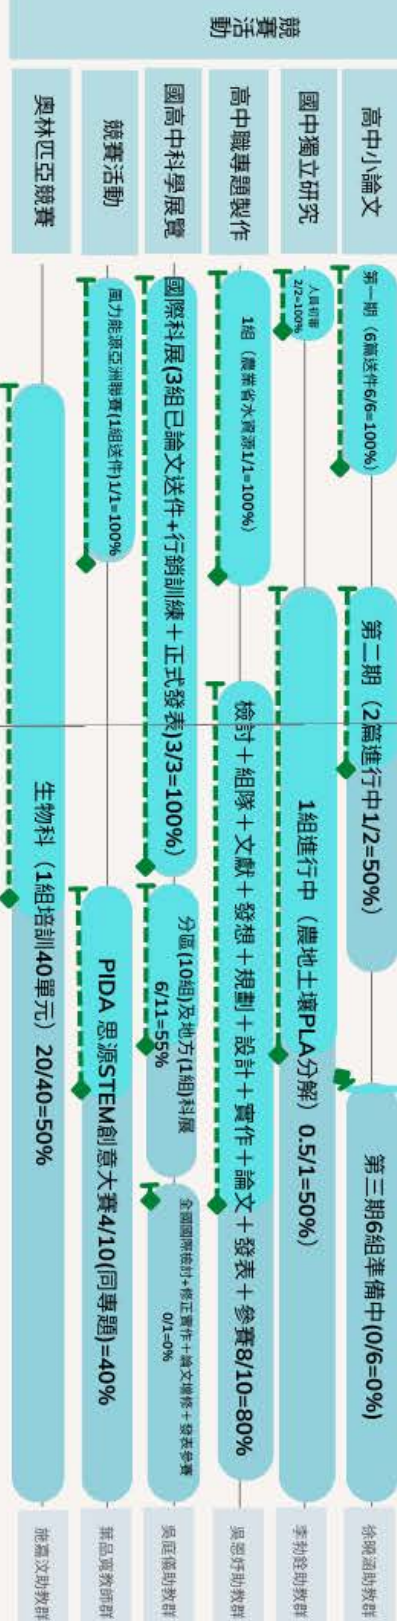 競賽活動
高中小論文
第一期（6篇送件6/6=100%）
第二期（2篇進行中1/2=50%）
第三期6組準備中(0/6=0%)
徐曉涵助教群
國中獨立研究
人員初審
2/2=100%
1組進行中（農地土壤PLA分解）0.5/1=50%）
李勃銓助教群
高中職專題製作
1組（農業省水資源1/1=100%）
檢討＋組隊＋文獻＋發想＋規劃＋設計＋實作＋論文＋發表＋參賽8/10=80%
吳恩妤助教群
國高中科學展覽
國際科展(3組已論文送件+行銷訓練＋正式發表)3/3=100%）
分區(10組)及地方(1組)科展
6/11=55%
全國國際檢討+修正實作＋論文增修＋發表參賽
0/1=0%
吳庭儀助教群
競賽活動
風力能源亞洲聯賽(1組送件)1/1=100%
PIDA 思源STEM創意大賽4/10(同專題)=40%
葉品寬教師群
奧林匹亞競賽
生物科（1組培訓40單元）20/40=50%
施嘉汶助教群